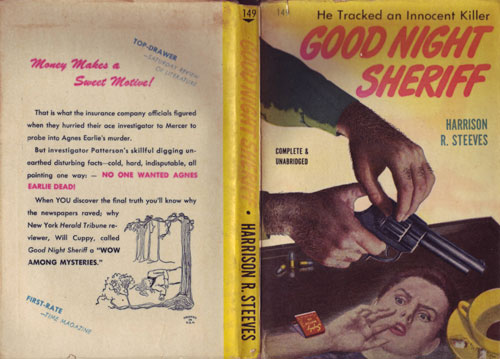 TOP-DRAWER
—SATURDAY REVIEW
OF LITERATURE
Money Makes a
Sweet Motive!
That is what the insurance company officials figured
when they hurried their ace investigator to Mercer to
probe into Agnes Earlie's murder.
But investigator Patterson's skillful digging un-
earthed disturbing facts—cold, hard, indisputable, all
pointing one way: — NO ONE WANTED AGNES
EARLIE DEAD!
When YOU discover the final truth you'll know why
the newspapers raved; why
New York Herald Tribune re-
viewer, Will Cuppy, called
Good Night Sheriff a "WOW
AMONG MYSTERIES."
FIRST-RATE
—TIME MAGAZINE
149
GOOD NIGHT SHERIFF
HARRISON R. STEEVES
149
He Tracked an Innocent Killer
GOOD NIGHT
SHERIFF
HARRISON
R. STEEVES
COMPLETE &
UNABRIDGED